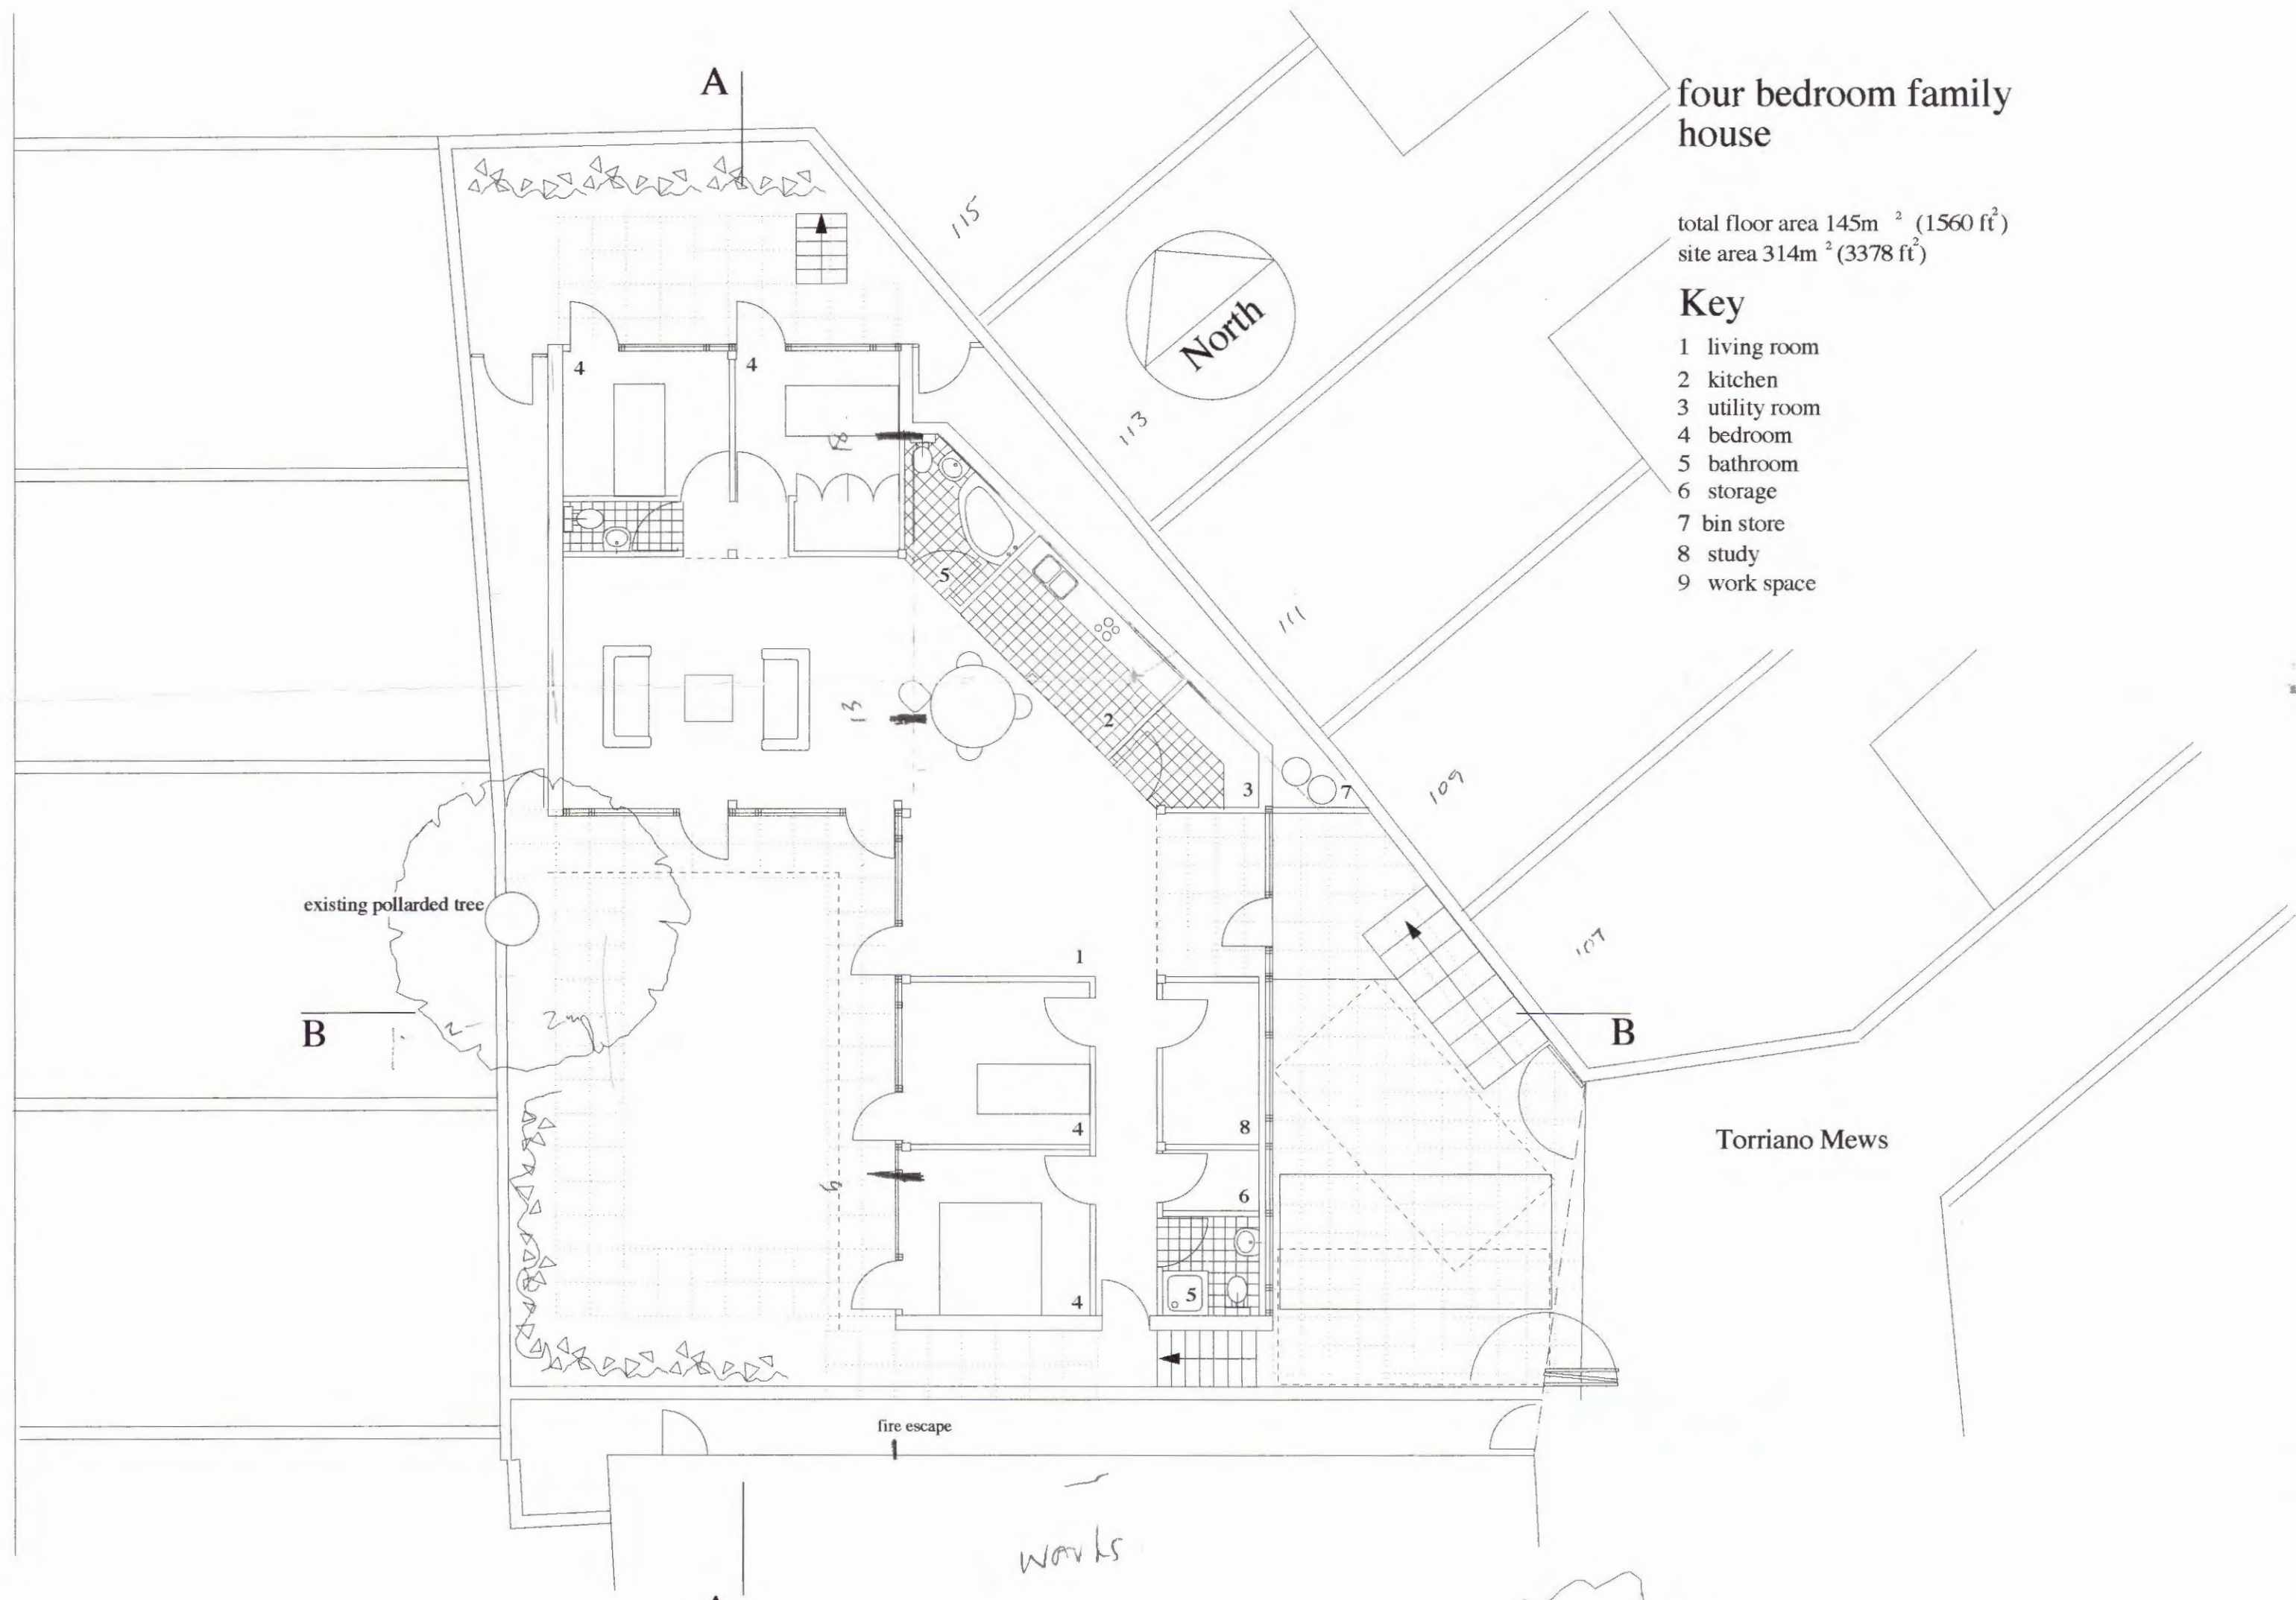 A
four bedroom family
house
total floor area 145m 2 (1560 ft2)
site area 314m 2 (3378 ft2)
Key
1 living room
2 kitchen
3 utility room
4 bedroom
5 bathroom
6 storage
7 bin store
8 study
9 work space
115
North
113
4
4
111
5
13
2
109
3
7
existing pollarded tree
107
1
B
B
4
8
Torriano Mews
6
4
5
fire escape
works